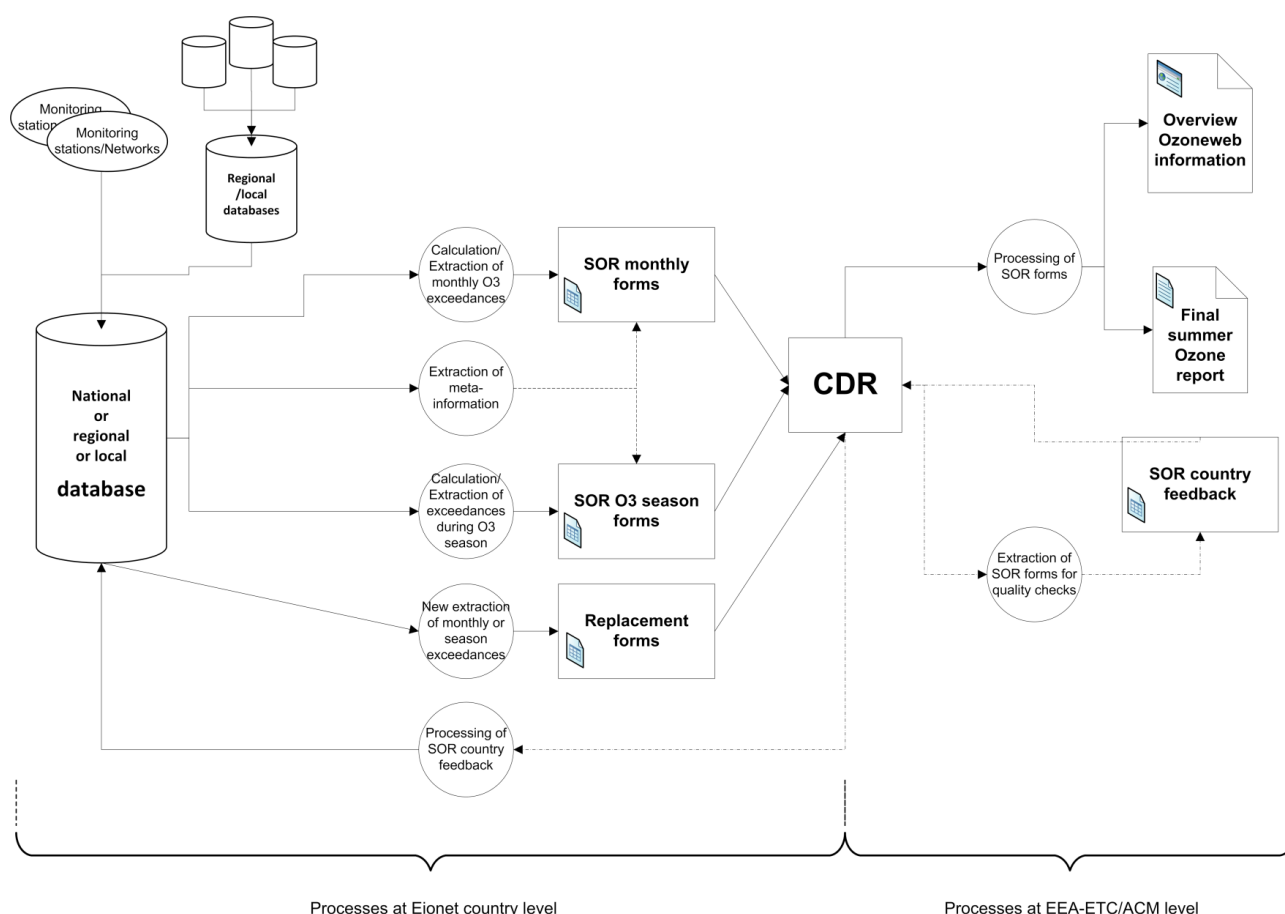 Monitoring
stations
Monitoring
stations/Networks
Regional
/local
databases
National
or
regional
or local
database
Calculation/
Extraction of
monthly O3
exceedances
SOR monthly
forms
Extraction of
meta-
information
Calculation/
Extraction of
exceedances
during O3
season
SOR O3 season
forms
New extraction
of monthly or
season
exceedances
Replacement
forms
Processing of
SOR country
feedback
CDR
Processing of
SOR forms
Overview
Ozoneweb
information
Final
summer
Ozone
report
SOR country
feedback
Extraction of
SOR forms for
quality checks
Processes at Eionet country level
Processes at EEA-ETC/ACM level